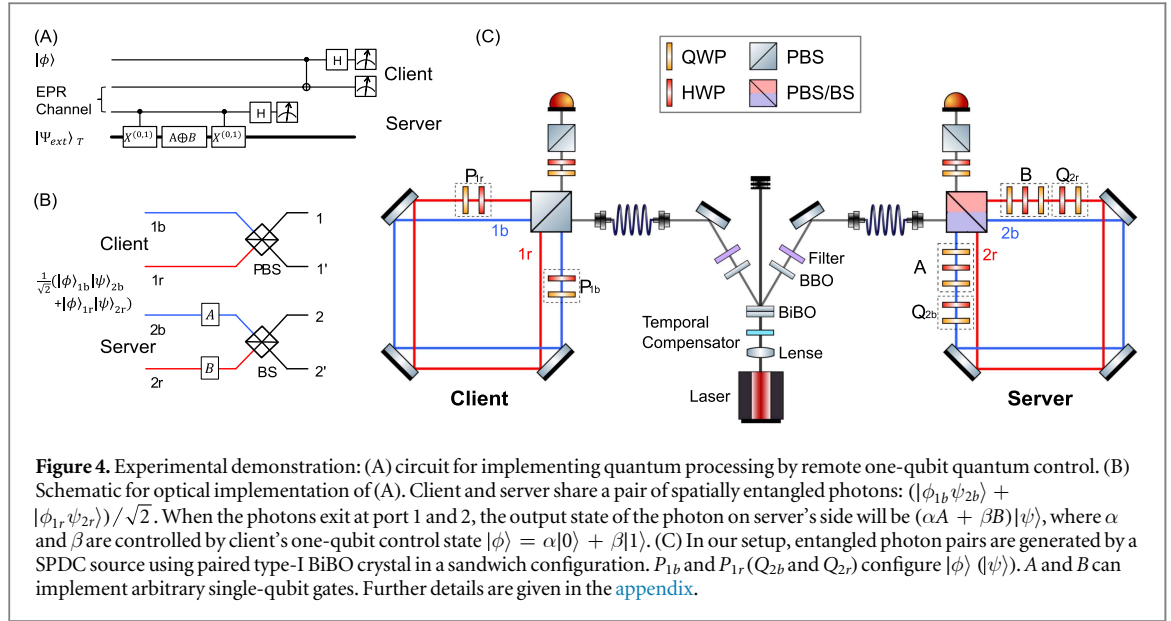 (A)
|ϕ⟩
EPR
Channel
|Ψext⟩T
X(0,1)
A⊕B
X(0,1)
H
H
Client
Server
(B)
1b
Client
1r
PBS
1
1'
1/√2(|ϕ⟩1b|ψ⟩2b
+|ϕ⟩1r|ψ⟩2r)
2b
A
Server
B
2r
BS
2
2'
(C)
QWP
PBS
HWP
PBS/BS
P1r
1b
1r
P1b
Client
Filter
BBO
BiBO
Temporal
Compensator
Lense
Laser
B
Q2r
2b
2r
A
Q2b
Server
Figure 4. Experimental demonstration: (A) circuit for implementing quantum processing by remote one-qubit quantum control. (B)
Schematic for optical implementation of (A). Client and server share a pair of spatially entangled photons: (|ϕ1bψ2b⟩ +
|ϕ1rψ2r⟩)/√2. When the photons exit at port 1 and 2, the output state of the photon on server's side will be (αA + βB)|ψ⟩, where α
and β are controlled by client's one-qubit control state |ϕ⟩ = α|0⟩ + β|1⟩. (C) In our setup, entangled photon pairs are generated by a
SPDC source using paired type-I BiBO crystal in a sandwich configuration. P1b and P1r (Q2b and Q2r) configure |ϕ⟩ (|ψ⟩). A and B can
implement arbitrary single-qubit gates. Further details are given in the appendix.